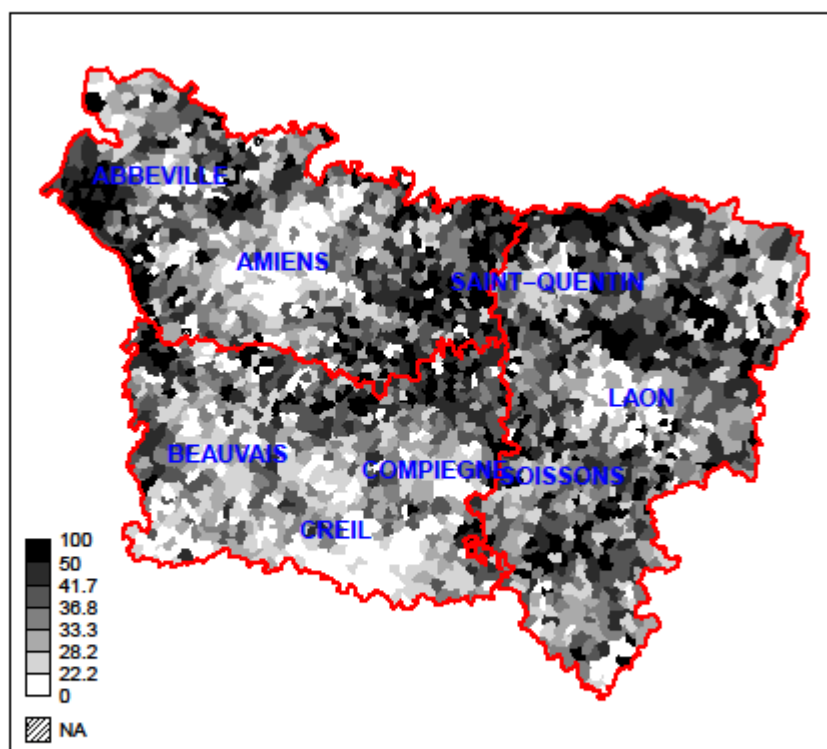 ABBEVILLE
AMIENS
SAINT-QUENTIN
LAON
BEAUVAIS
COMPIEGNE
SOISSONS
CREIL
100
50
41.7
36.8
33.3
28.2
22.2
0
NA